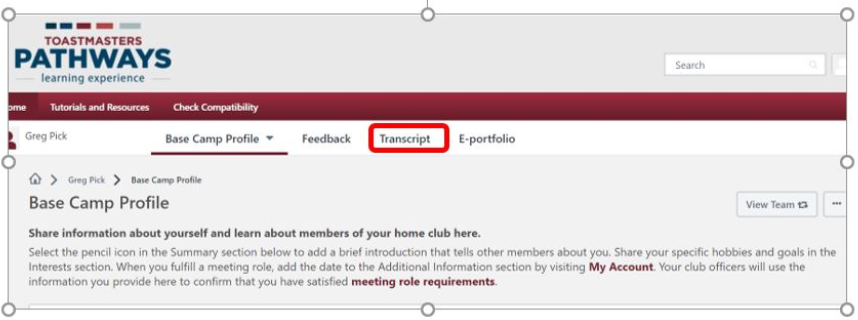 TOASTMASTERS
PATHWAYS
learning experience
Search
ome Tutorials and Resources Check Compatibility
Greg Pick
Base Camp Profile Feedback Transcript E-portfolio
Greg Pick Base Camp Profile
Base Camp Profile
View Team
Share information about yourself and learn about members of your home club here.
Select the pencil icon in the Summary section below to add a brief introduction that tells other members about you. Share your specific hobbies and goals in the
Interests section. When you fulfill a meeting role, add the date to the Additional Information section by visiting My Account. Your club officers will use the
information you provide here to confirm that you have satisfied meeting role requirements.